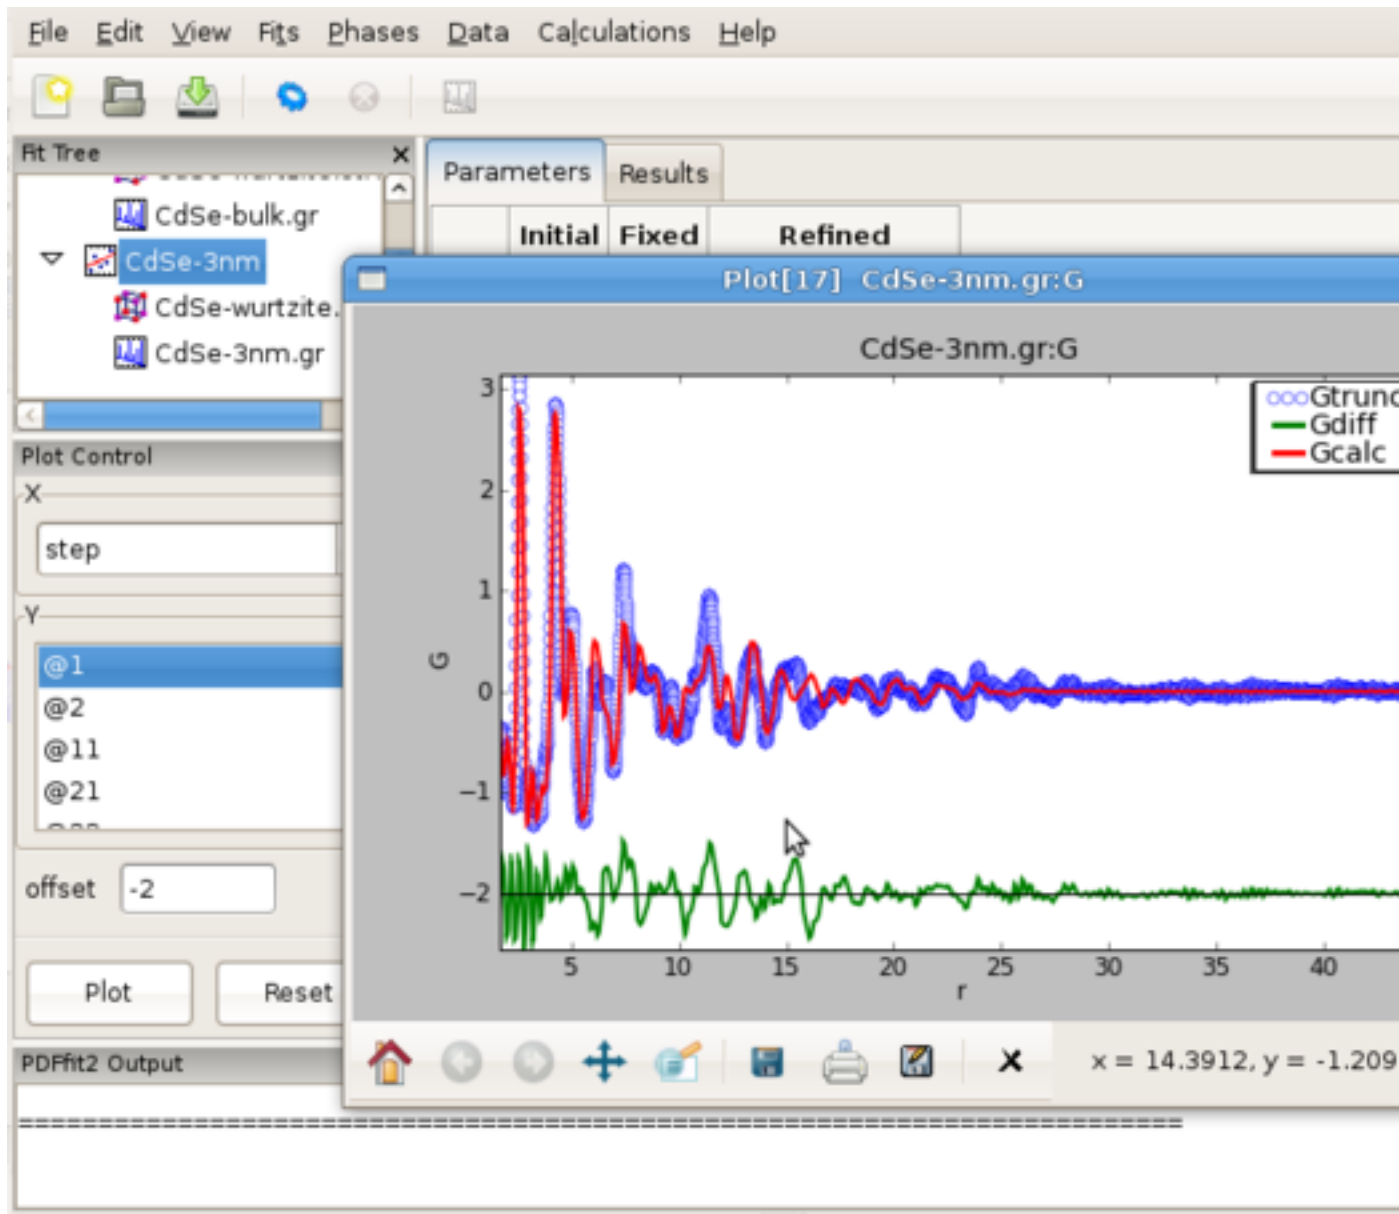 File Edit View Fits Phases Data Calculations Help
Fit Tree
CdSe-bulk.gr
CdSe-3nm
CdSe-wurtzite.
CdSe-3nm.gr
Parameters Results
Initial Fixed Refined
Plot Control
X
step
Y
@1
@2
@11
@21
offset -2
Plot Reset
PDFfit2 Output
Plot[17] CdSe-3nm.gr:G
CdSe-3nm.gr:G
Gtrunc
Gdiff
Gcalc
3
2
1
0
−1
−2
G
5 10 15 20 25 30 35 40
r
x = 14.3912, y = -1.209
==========